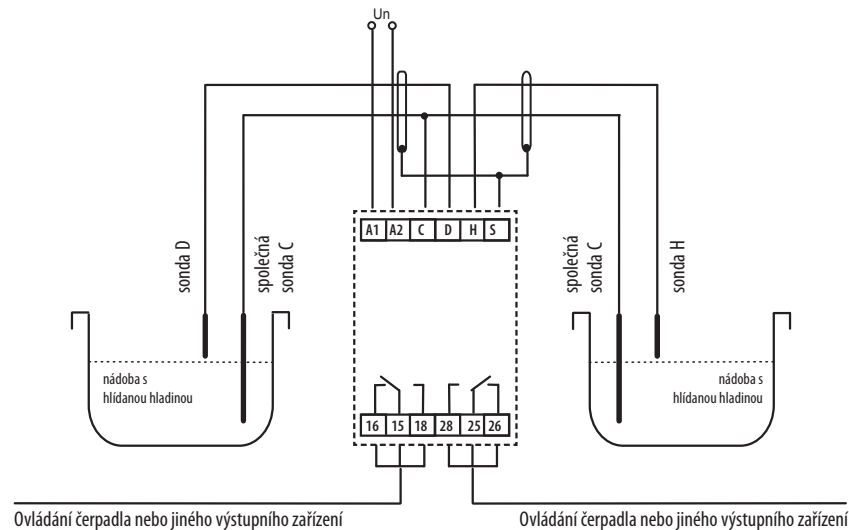 Un
A1 A2 C D H S
sonda D
společná
sonda C
společná
sonda C
sonda H
nádoba s
hlídanou hladinou
nádoba s
hlídanou hladinou
16 15 18 28 25 26
Ovládání čerpadla nebo jiného výstupního zařízení
Ovládání čerpadla nebo jiného výstupního zařízení